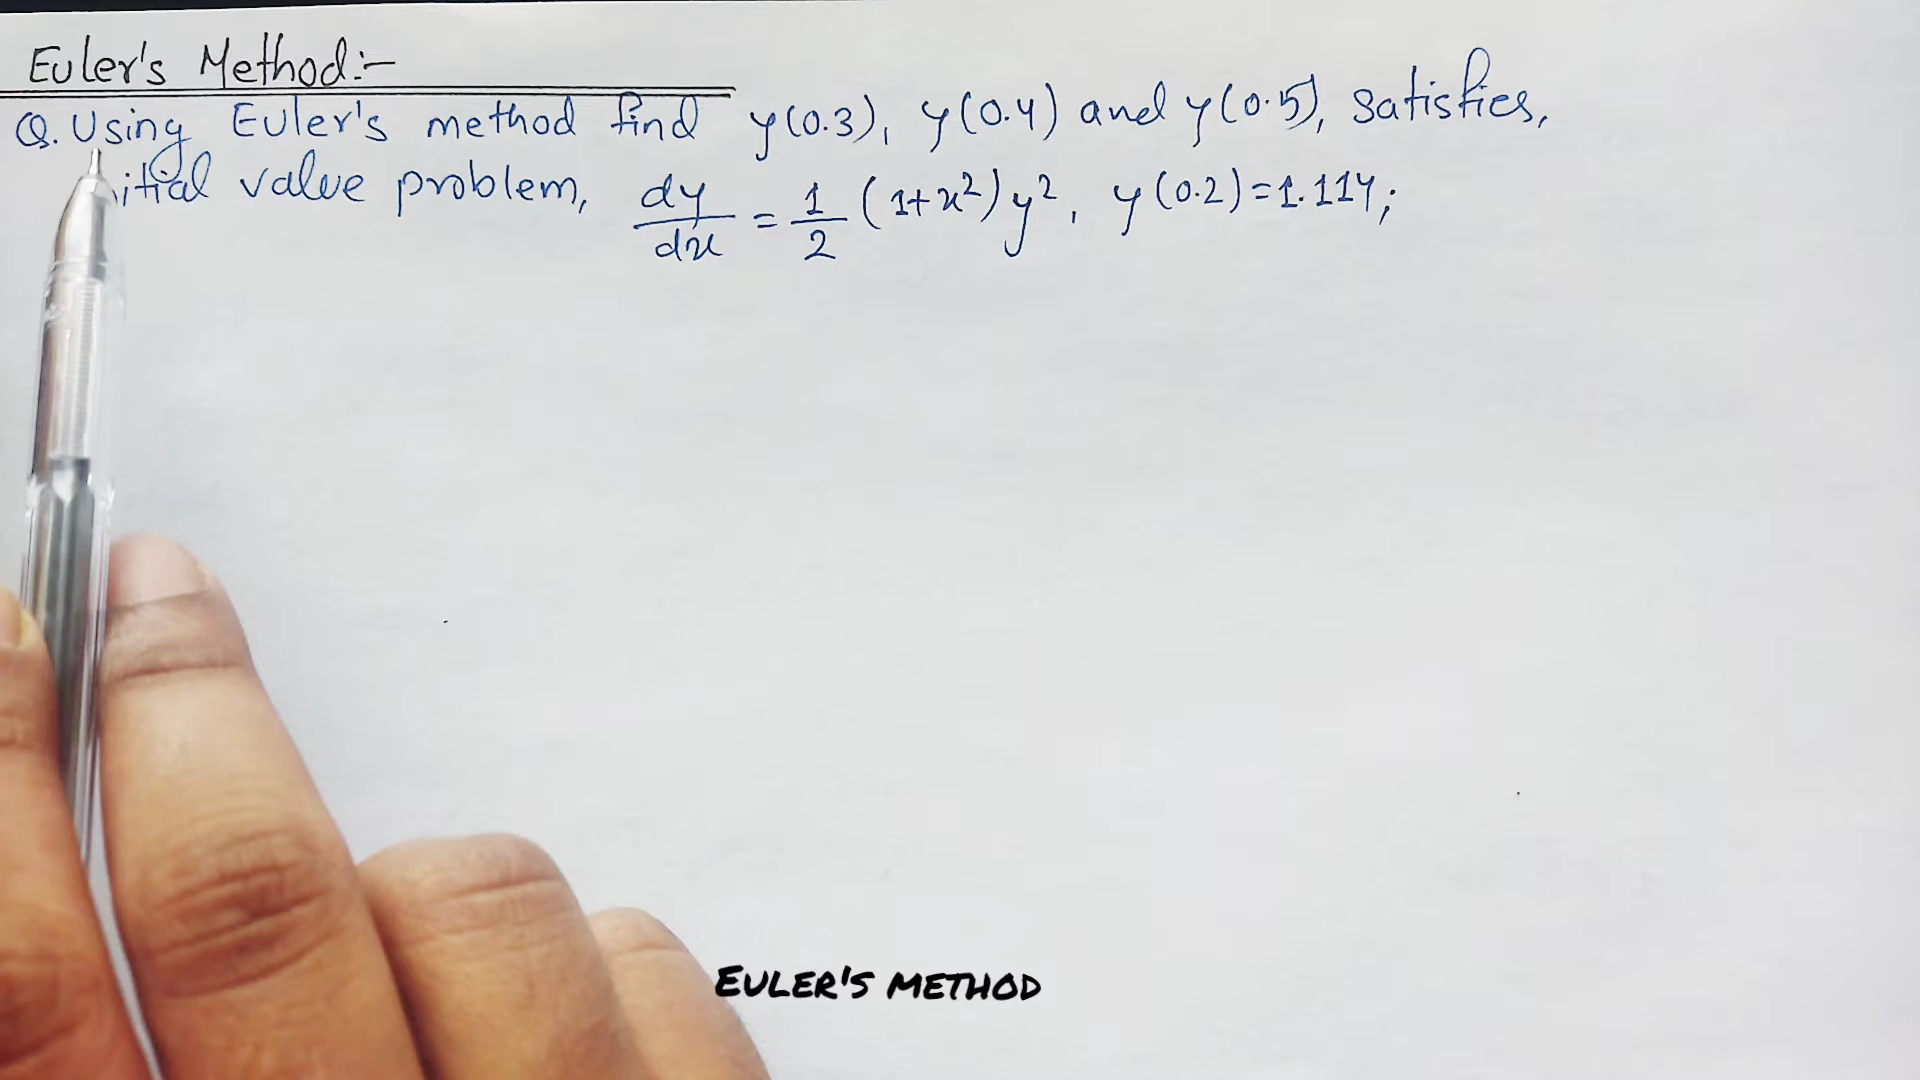 Euler's Method:-
Q. Using Euler's method find y(0.3), y(0.4) and y(0.5), satisfies,
itial value problem, dy/dx = 1/2 (1+x²)y², y(0.2)=1.114;
EULER'S METHOD